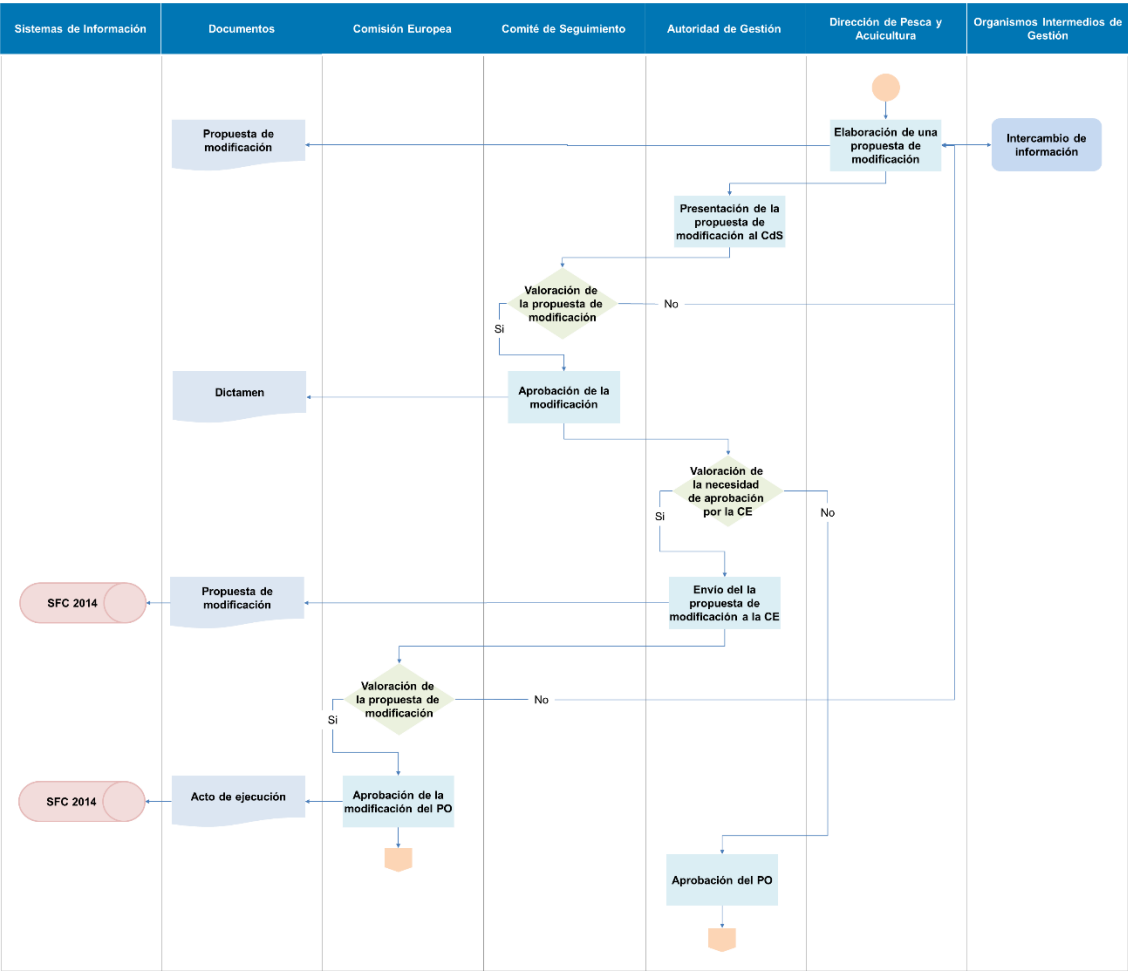 Sistemas de Información
Documentos
Comisión Europea
Comité de Seguimiento
Autoridad de Gestión
Dirección de Pesca y
Acuicultura
Organismos Intermedios de
Gestión
Propuesta de
modificación
Elaboración de una
propuesta de
modificación
Intercambio de
información
Presentación de la
propuesta de
modificación al CdS
Valoración de
la propuesta de
modificación
No
Si
Dictamen
Aprobación de la
modificación
Valoración de
la necesidad
de aprobación
por la CE
Si
No
SFC 2014
Propuesta de
modificación
Envío del la
propuesta de
modificación a la CE
Valoración de
la propuesta de
modificación
No
Si
SFC 2014
Acto de ejecución
Aprobación de la
modificación del PO
Aprobación del PO